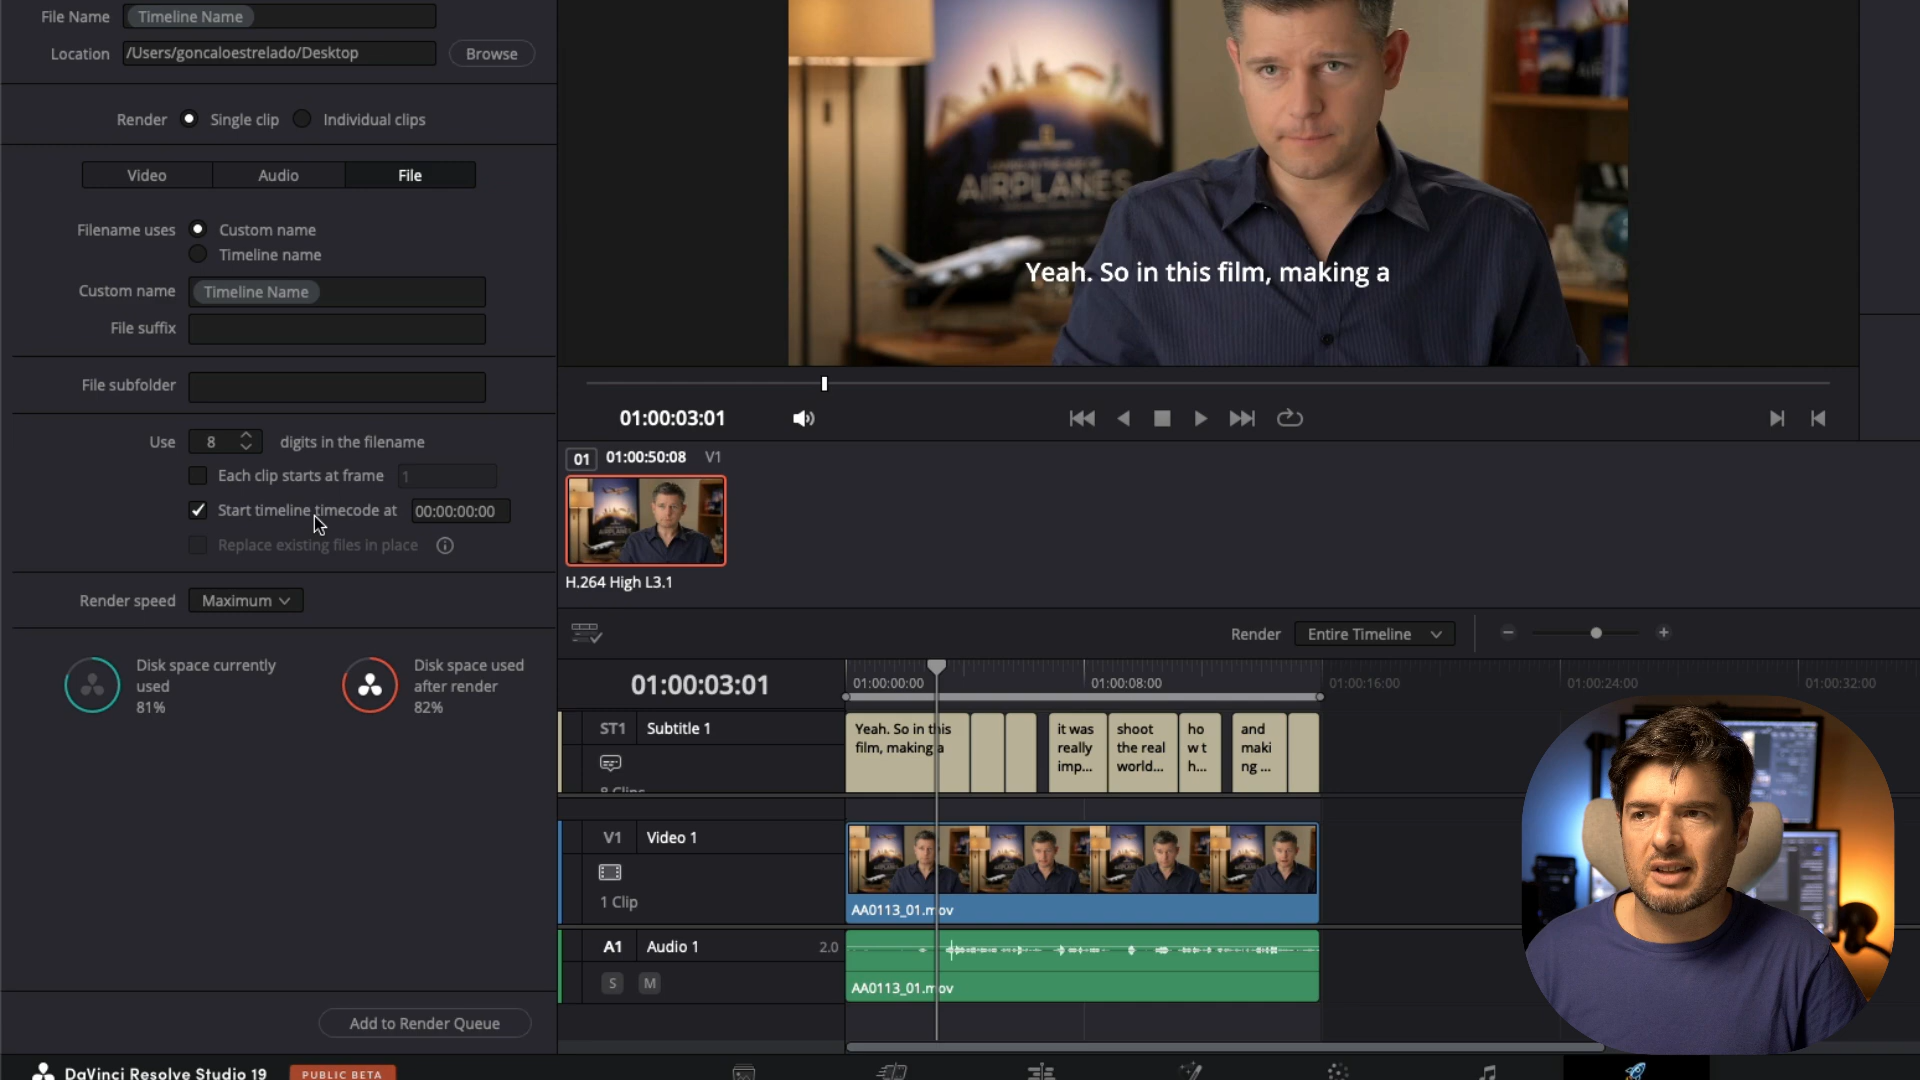 File Name Timeline Name
Location /Users/goncaloestrelado/Desktop Browse
Render Single clip Individual clips
Video Audio File
Filename uses Custom name
Timeline name
Custom name Timeline Name
File suffix
File subfolder
Use 8 digits in the filename
Each clip starts at frame 1
Start timeline timecode at 00:00:00:00
Replace existing files in place
Render speed Maximum
Disk space currently
used
81%
Disk space used
after render
82%
Add to Render Queue
DaVinci Resolve Studio 19 PUBLIC BETA
AIRPLANES
Yeah. So in this film, making a
01:00:03:01
01 01:00:50:08 V1
H.264 High L3.1
Render Entire Timeline
01:00:03:01
01:00:00:00 01:00:08:00 01:00:16:00 01:00:24:00 01:00:32:00
ST1 Subtitle 1
8 Clips
Yeah. So in this
film, making a
it was
really
imp...
shoot
the real
world...
ho
w t
h...
and
maki
ng ...
V1 Video 1
1 Clip
AA0113_01.mov
A1 Audio 1 2.0
S M
AA0113_01.mov